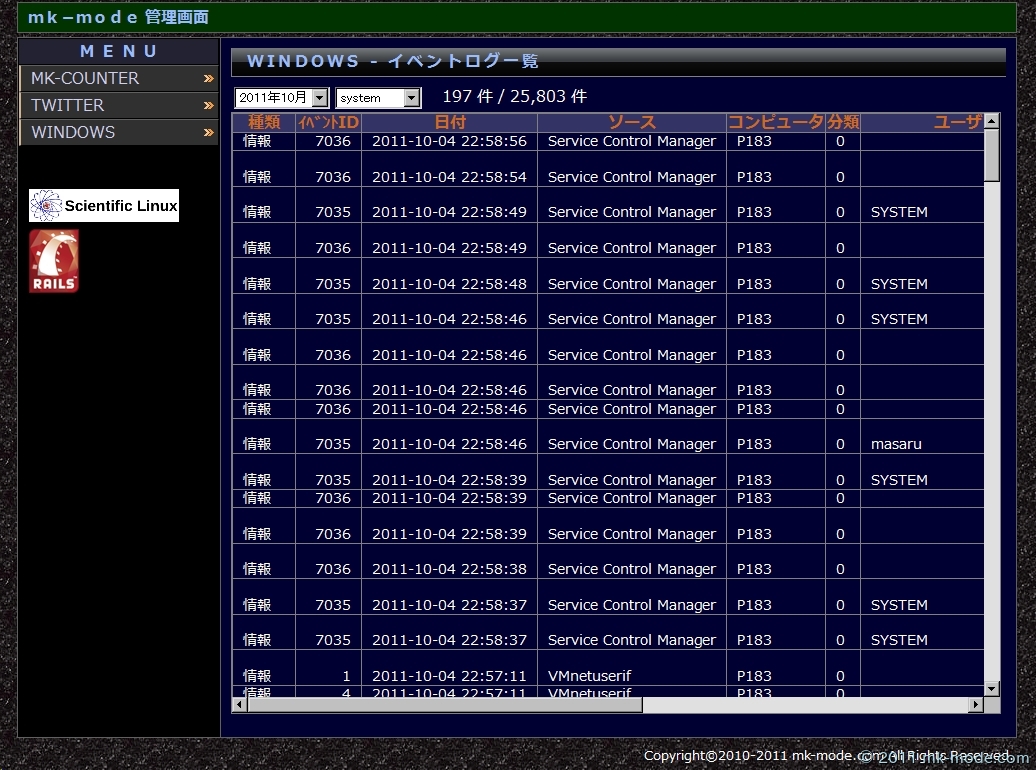 mk-mode 管理画面
MENU
MK-COUNTER »
TWITTER »
WINDOWS »
Scientific Linux
RAILS
WINDOWS - イベントログ一覧
2011年10月 system 197 件 / 25,803 件
種類 ｲﾍﾞﾝﾄID 日付 ソース コンピュータ 分類 ユーザ
情報 7036 2011-10-04 22:58:56 Service Control Manager P183 0
情報 7036 2011-10-04 22:58:54 Service Control Manager P183 0
情報 7035 2011-10-04 22:58:49 Service Control Manager P183 0 SYSTEM
情報 7036 2011-10-04 22:58:49 Service Control Manager P183 0
情報 7035 2011-10-04 22:58:48 Service Control Manager P183 0 SYSTEM
情報 7035 2011-10-04 22:58:46 Service Control Manager P183 0 SYSTEM
情報 7036 2011-10-04 22:58:46 Service Control Manager P183 0
情報 7036 2011-10-04 22:58:46 Service Control Manager P183 0
情報 7036 2011-10-04 22:58:46 Service Control Manager P183 0
情報 7035 2011-10-04 22:58:46 Service Control Manager P183 0 masaru
情報 7035 2011-10-04 22:58:39 Service Control Manager P183 0 SYSTEM
情報 7036 2011-10-04 22:58:39 Service Control Manager P183 0
情報 7036 2011-10-04 22:58:39 Service Control Manager P183 0
情報 7036 2011-10-04 22:58:38 Service Control Manager P183 0
情報 7035 2011-10-04 22:58:37 Service Control Manager P183 0 SYSTEM
情報 7035 2011-10-04 22:58:37 Service Control Manager P183 0 SYSTEM
情報 1 2011-10-04 22:57:11 VMnetuserif P183 0
情報 4 2011-10-04 22:57:11 VMnetuserif P183 0
Copyright©2010-2011 mk-mode.com All Rights Reserved.
© 2011 mk-mode.com